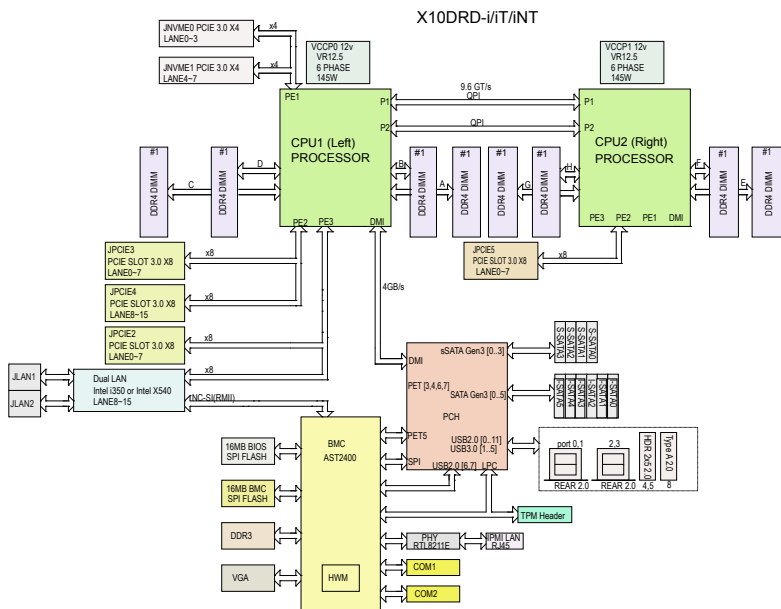 X10DRD-i/iT/iNT
JNVME0 PCIE 3.0 X4
LANE0~3
x4
JNVME1 PCIE 3.0 X4
LANE4~7
x4
VCCP0 12v
VR12.5
6 PHASE
145W
VCCP1 12v
VR12.5
6 PHASE
145W
PE1
P1
9.6 GT/s
QPI
P1
P2
QPI
P2
CPU1 (Left)
PROCESSOR
CPU2 (Right)
PROCESSOR
#1
DDR4 DIMM
#1
DDR4 DIMM
#1
DDR4 DIMM
#1
DDR4 DIMM
#1
DDR4 DIMM
#1
DDR4 DIMM
#1
DDR4 DIMM
#1
DDR4 DIMM
D
C
B
A
G
H
F
E
PE2
PE3
DMI
PE3
PE2
PE1
DMI
JPCIE3
PCIE SLOT 3.0 X8
LANE0~7
x8
JPCIE4
PCIE SLOT 3.0 X8
LANE8~15
x8
JPCIE2
PCIE SLOT 3.0 X8
LANE0~7
x8
JPCIE5
PCIE SLOT 3.0 X8
LANE0~7
x8
4GB/s
JLAN1
JLAN2
Dual LAN
Intel i350 or Intel X540
LANE8~15
x8
NC-SI(RMII)
sSATA Gen3 [0..3]
DMI
PET [3,4,6,7]
SATA Gen3 [0..5]
PCH
PET5
USB2.0 [0..11]
USB3.0 [1..5]
SPI
USB2.0 [6,7]
LPC
S-SATA3
S-SATA2
S-SATA1
S-SATA0
I-SATA5
I-SATA4
I-SATA3
I-SATA2
I-SATA1
I-SATA0
port 0,1
REAR 2.0
2,3
REAR 2.0
HDR 2x5 2.0
4,5
Type A 2.0
8
BMC
AST2400
HWM
16MB BIOS
SPI FLASH
16MB BMC
SPI FLASH
DDR3
VGA
TPM Header
PHY
RTL8211E
IPMI LAN
RJ45
COM1
COM2